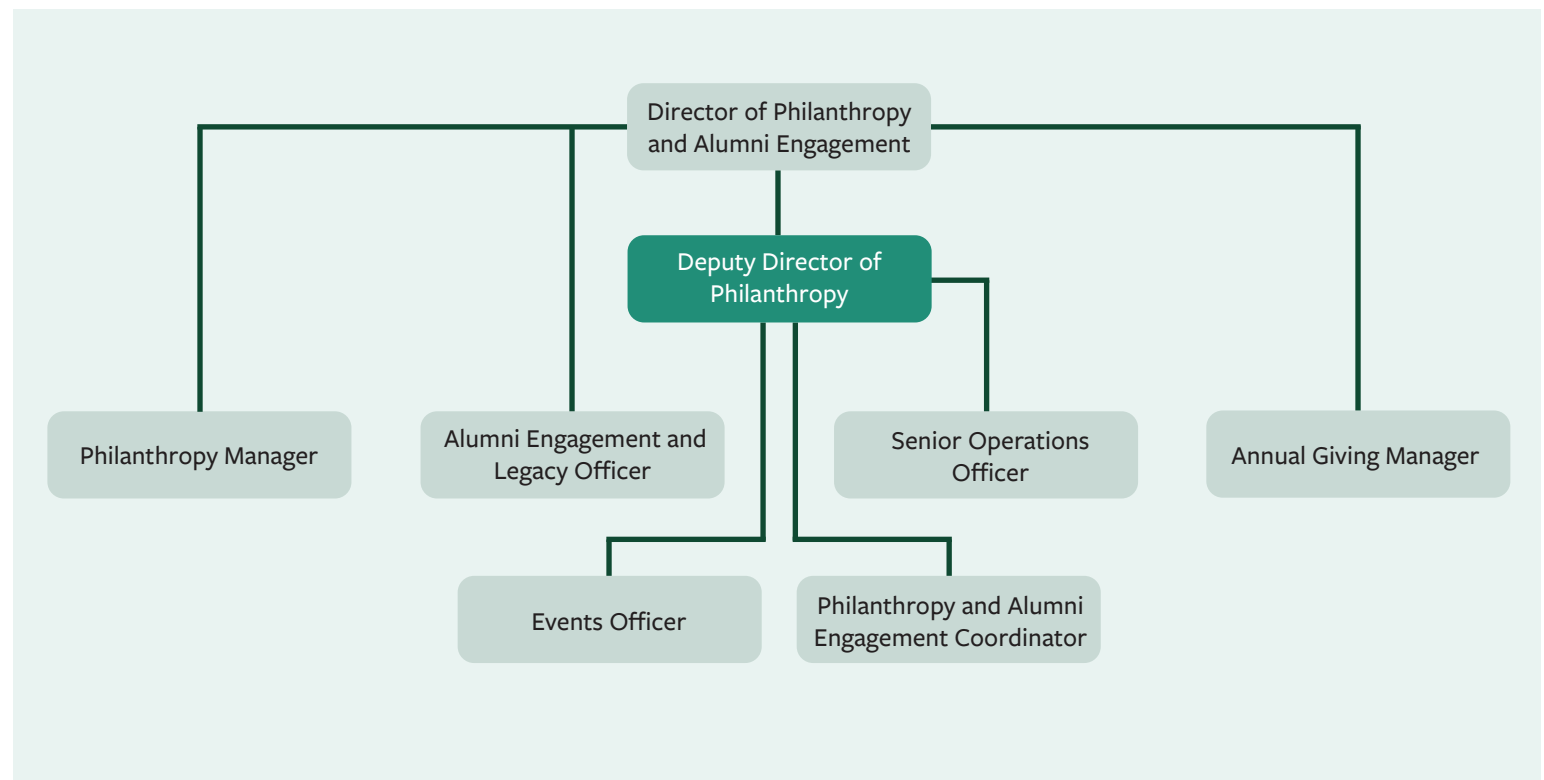 Director of Philanthropy
and Alumni Engagement
Deputy Director of
Philanthropy
Philanthropy Manager
Alumni Engagement and
Legacy Officer
Senior Operations
Officer
Annual Giving Manager
Events Officer
Philanthropy and Alumni
Engagement Coordinator